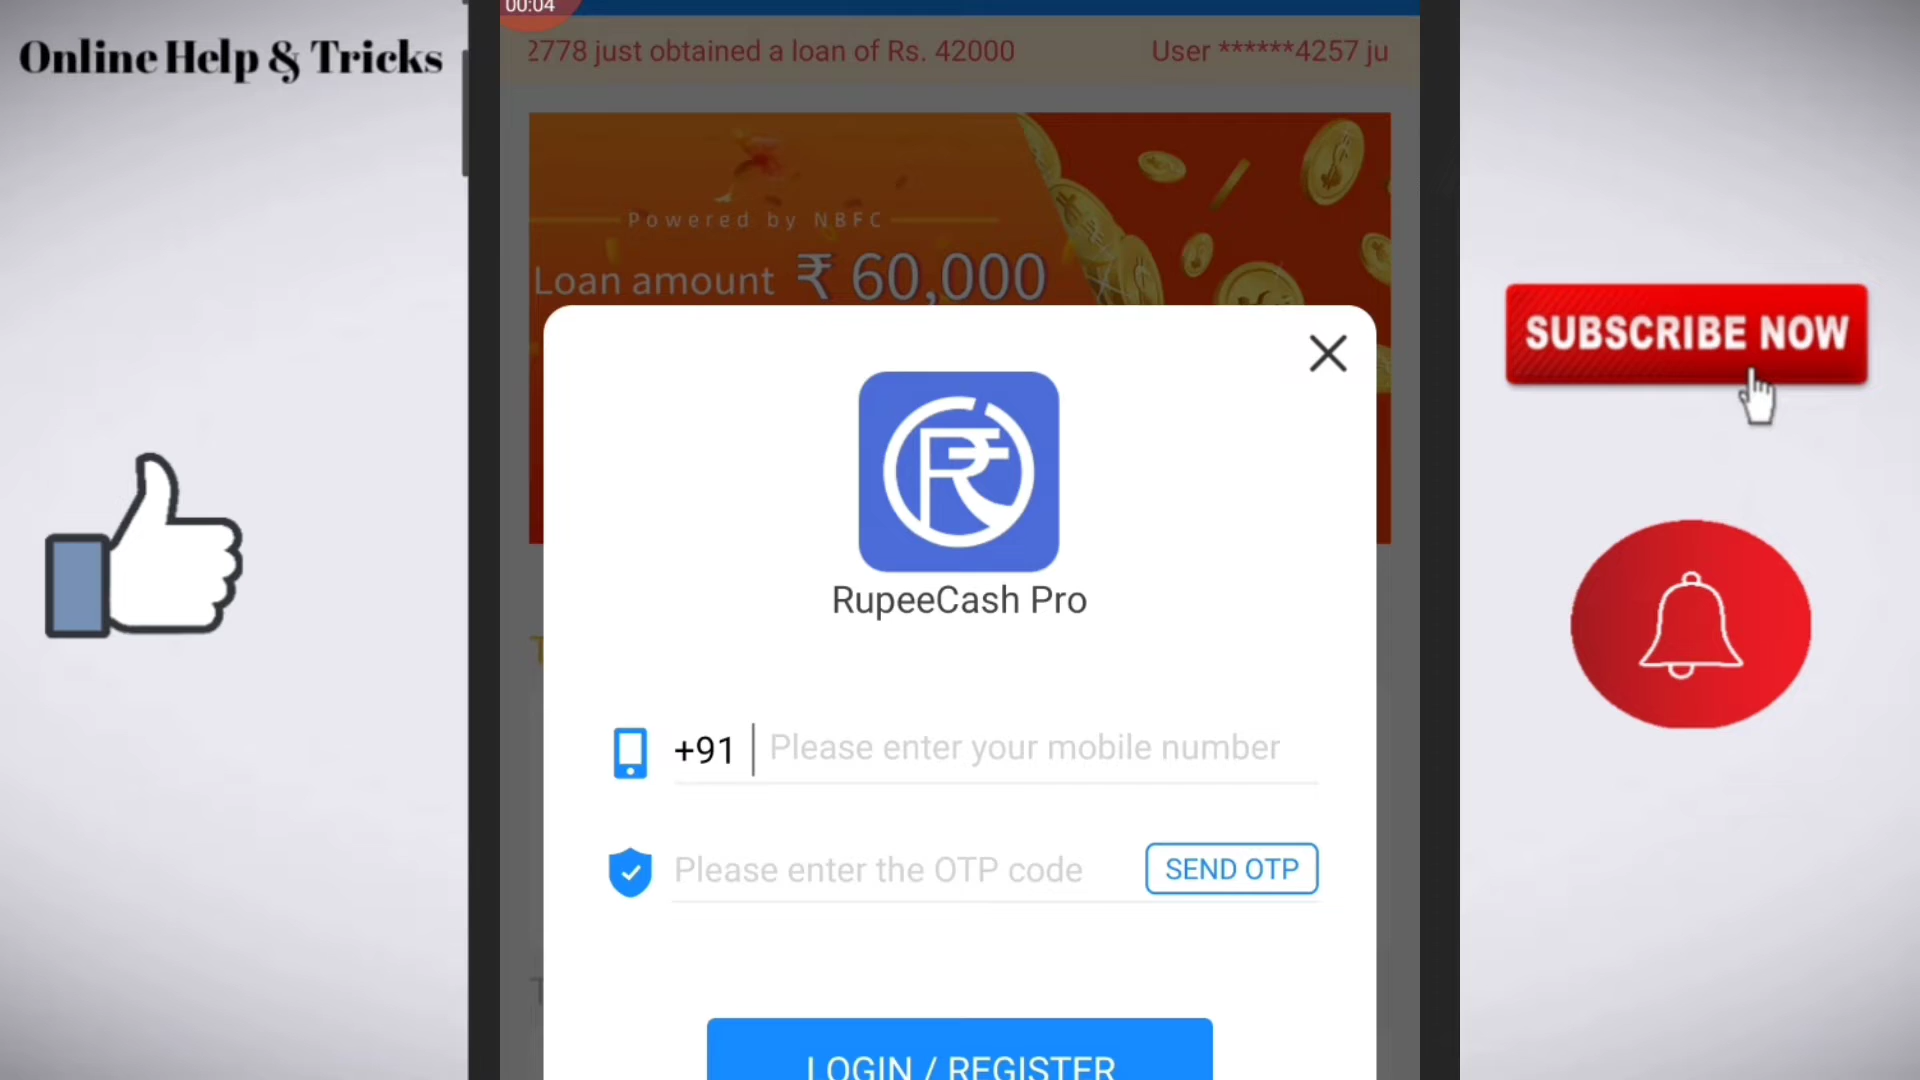 00:04
Online Help & Tricks
2778 just obtained a loan of Rs. 42000 User ******4257 ju
Powered by NBFC
Loan amount ₹ 60,000
RupeeCash Pro
+91 Please enter your mobile number
Please enter the OTP code SEND OTP
LOGIN / REGISTER
SUBSCRIBE NOW